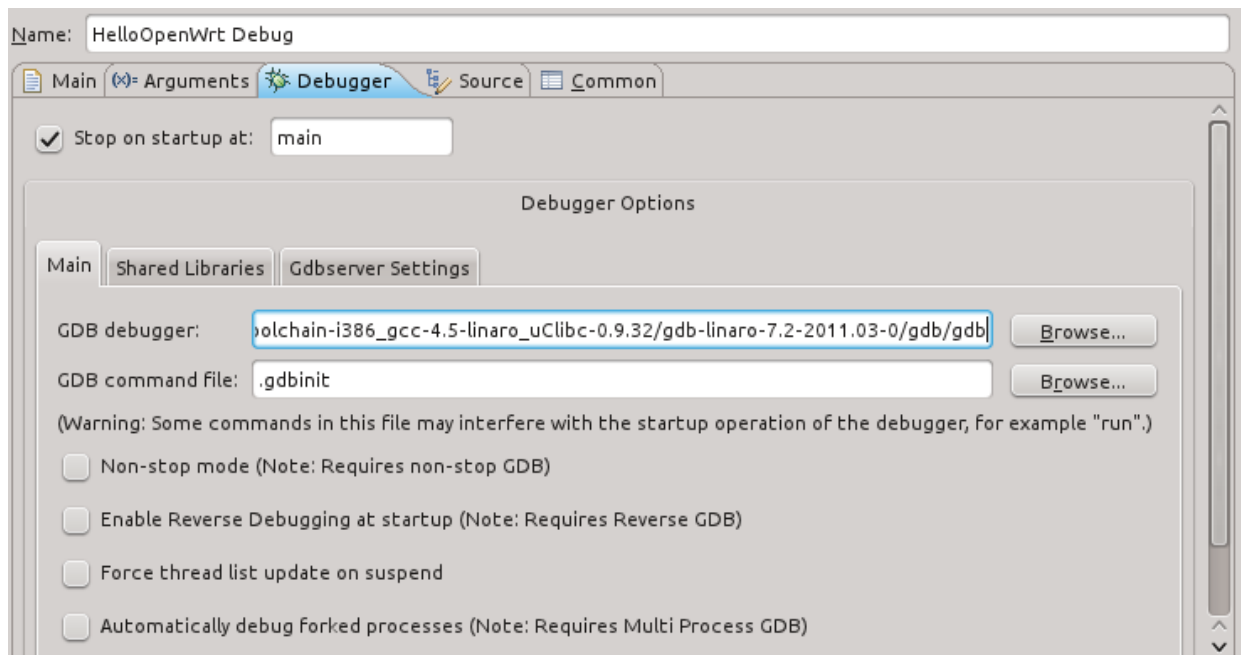 Name: HelloOpenWrt Debug
Main (x)= Arguments Debugger Source Common
Stop on startup at: main
Debugger Options
Main Shared Libraries Gdbserver Settings
GDB debugger: olchain-i386_gcc-4.5-linaro_uClibc-0.9.32/gdb-linaro-7.2-2011.03-0/gdb/gdb Browse...
GDB command file: .gdbinit Browse...
(Warning: Some commands in this file may interfere with the startup operation of the debugger, for example "run".)
Non-stop mode (Note: Requires non-stop GDB)
Enable Reverse Debugging at startup (Note: Requires Reverse GDB)
Force thread list update on suspend
Automatically debug forked processes (Note: Requires Multi Process GDB)